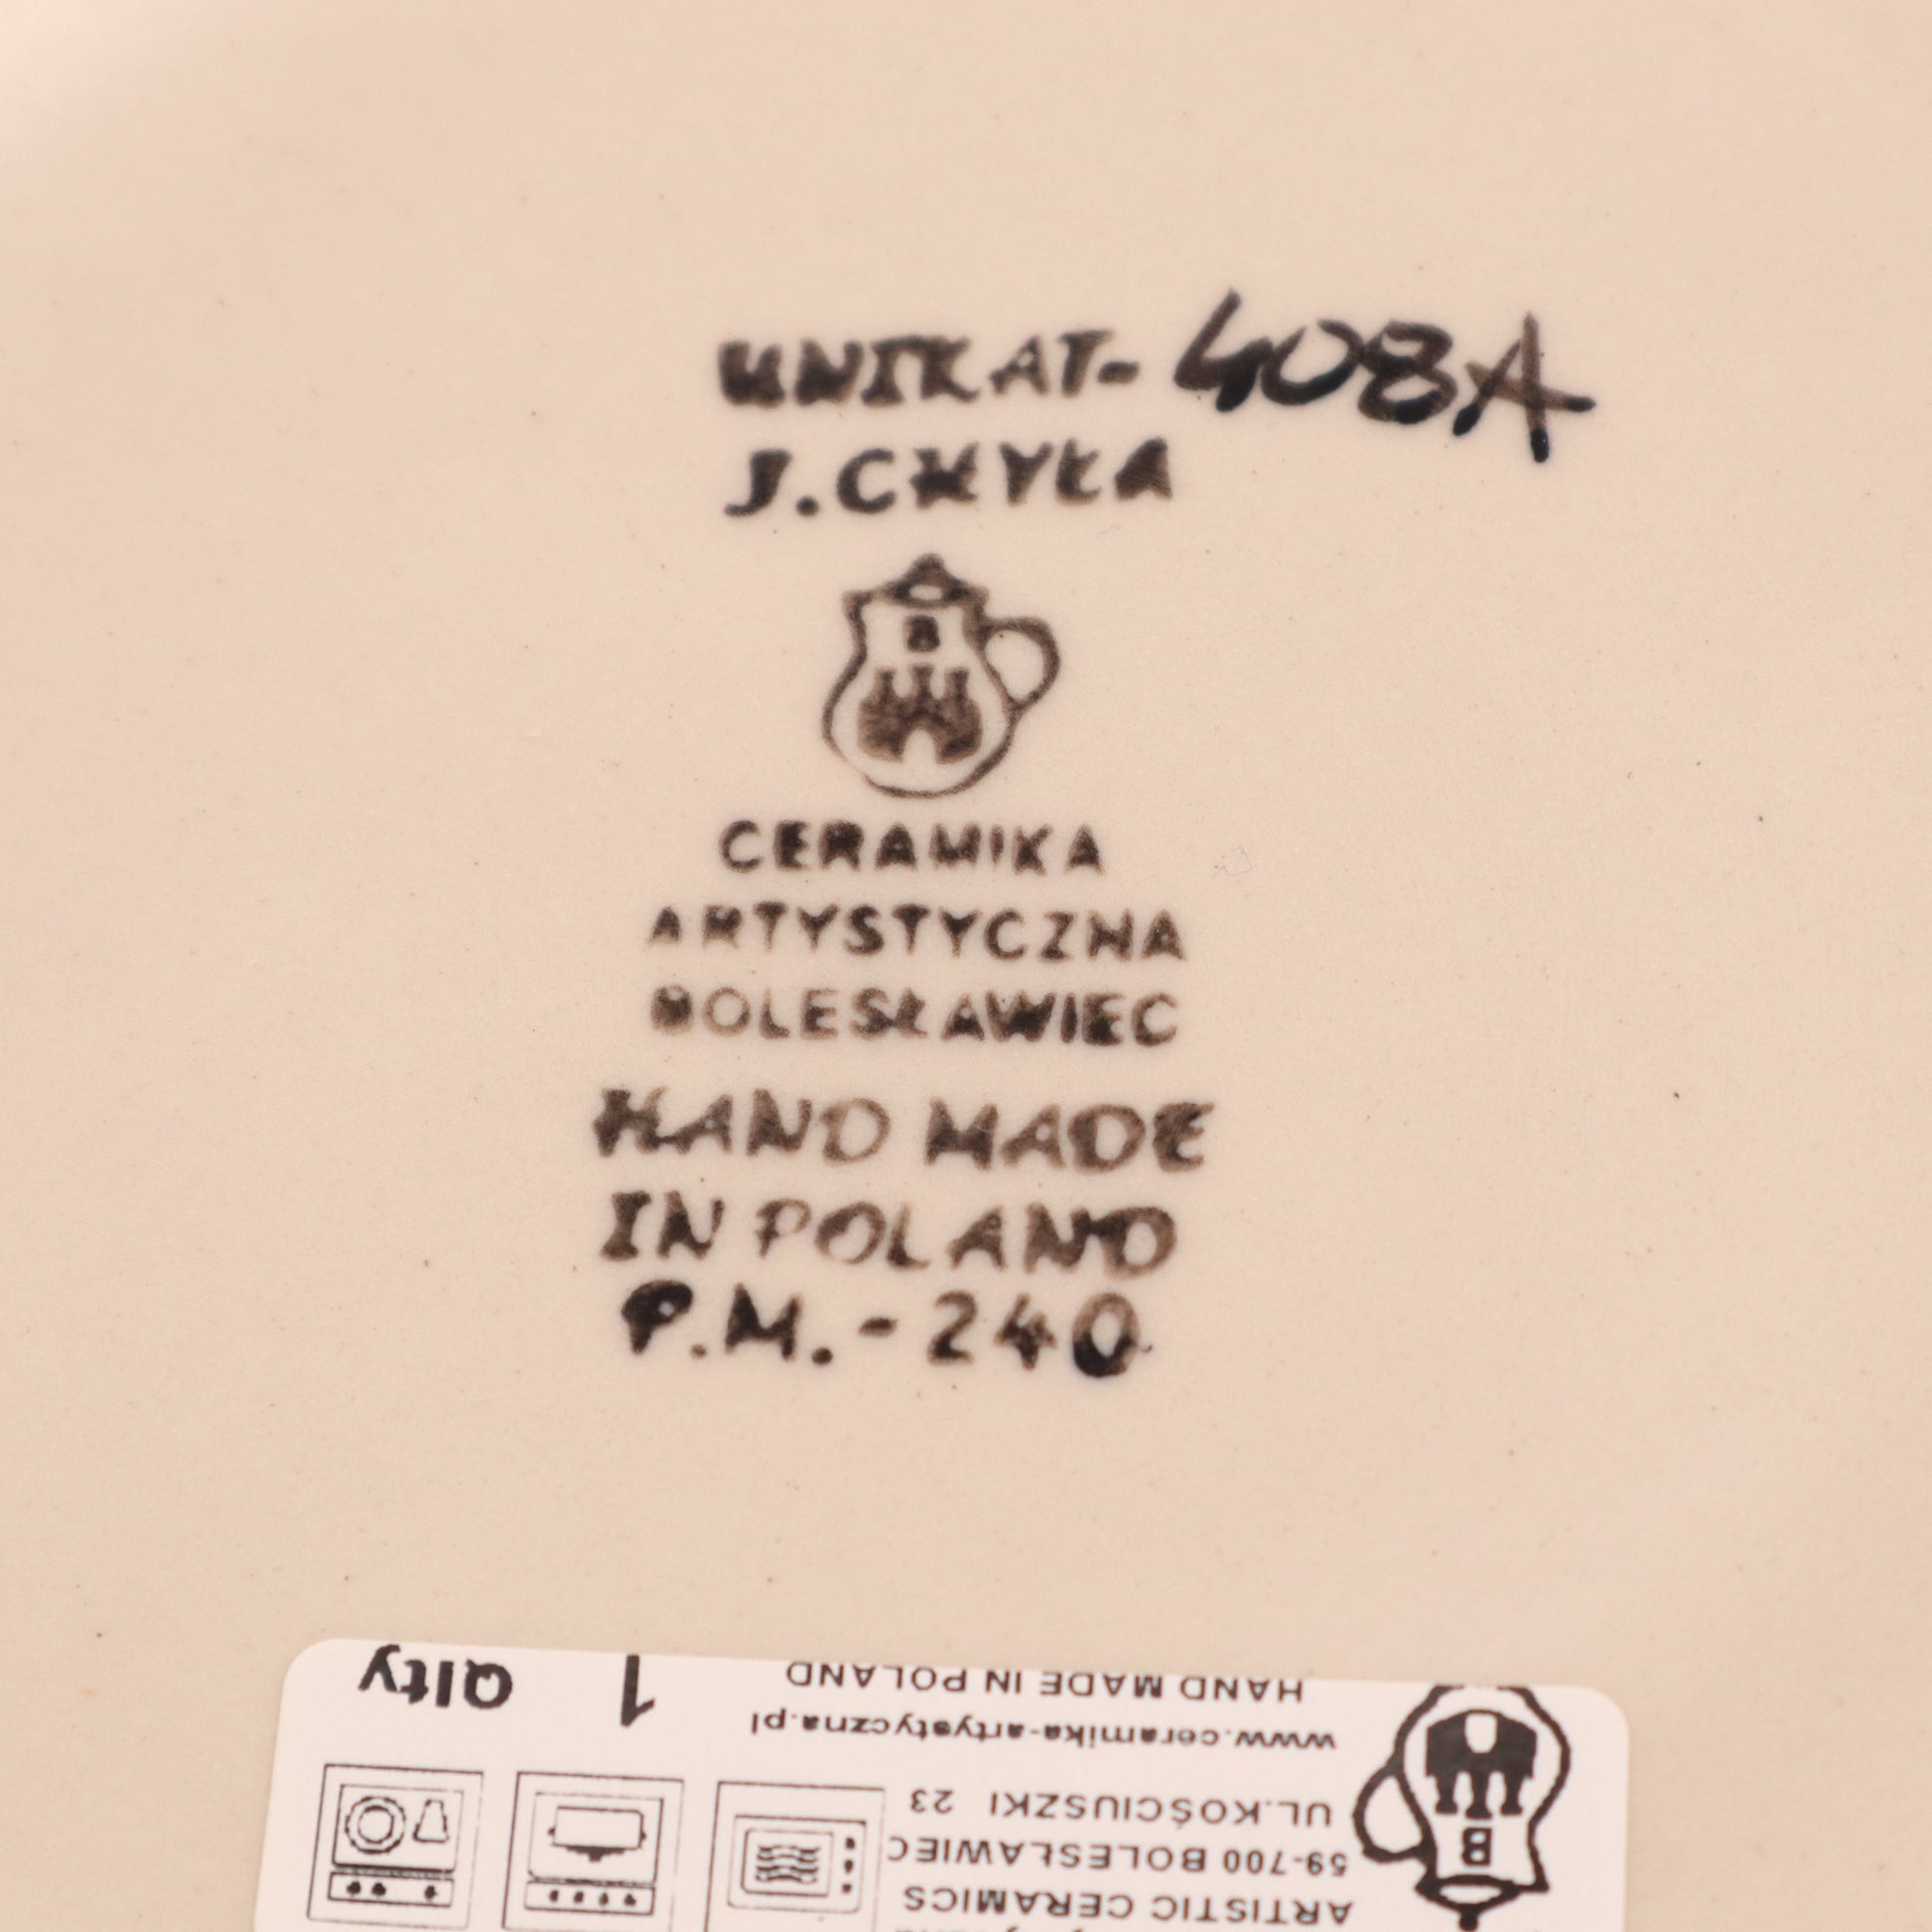 UNIKAT-408A
J.CHYŁA
B
CERAMIKA
ARTYSTYCZNA
BOLESŁAWIEC
HAND MADE
IN POLAND
P.M.-240
B
ARTISTIC CERAMICS
59-700 BOLESŁAWIEC
UL.KOŚCIUSZKI 23
www.ceramika-artystyczna.pl
HAND MADE IN POLAND
1 Qlty